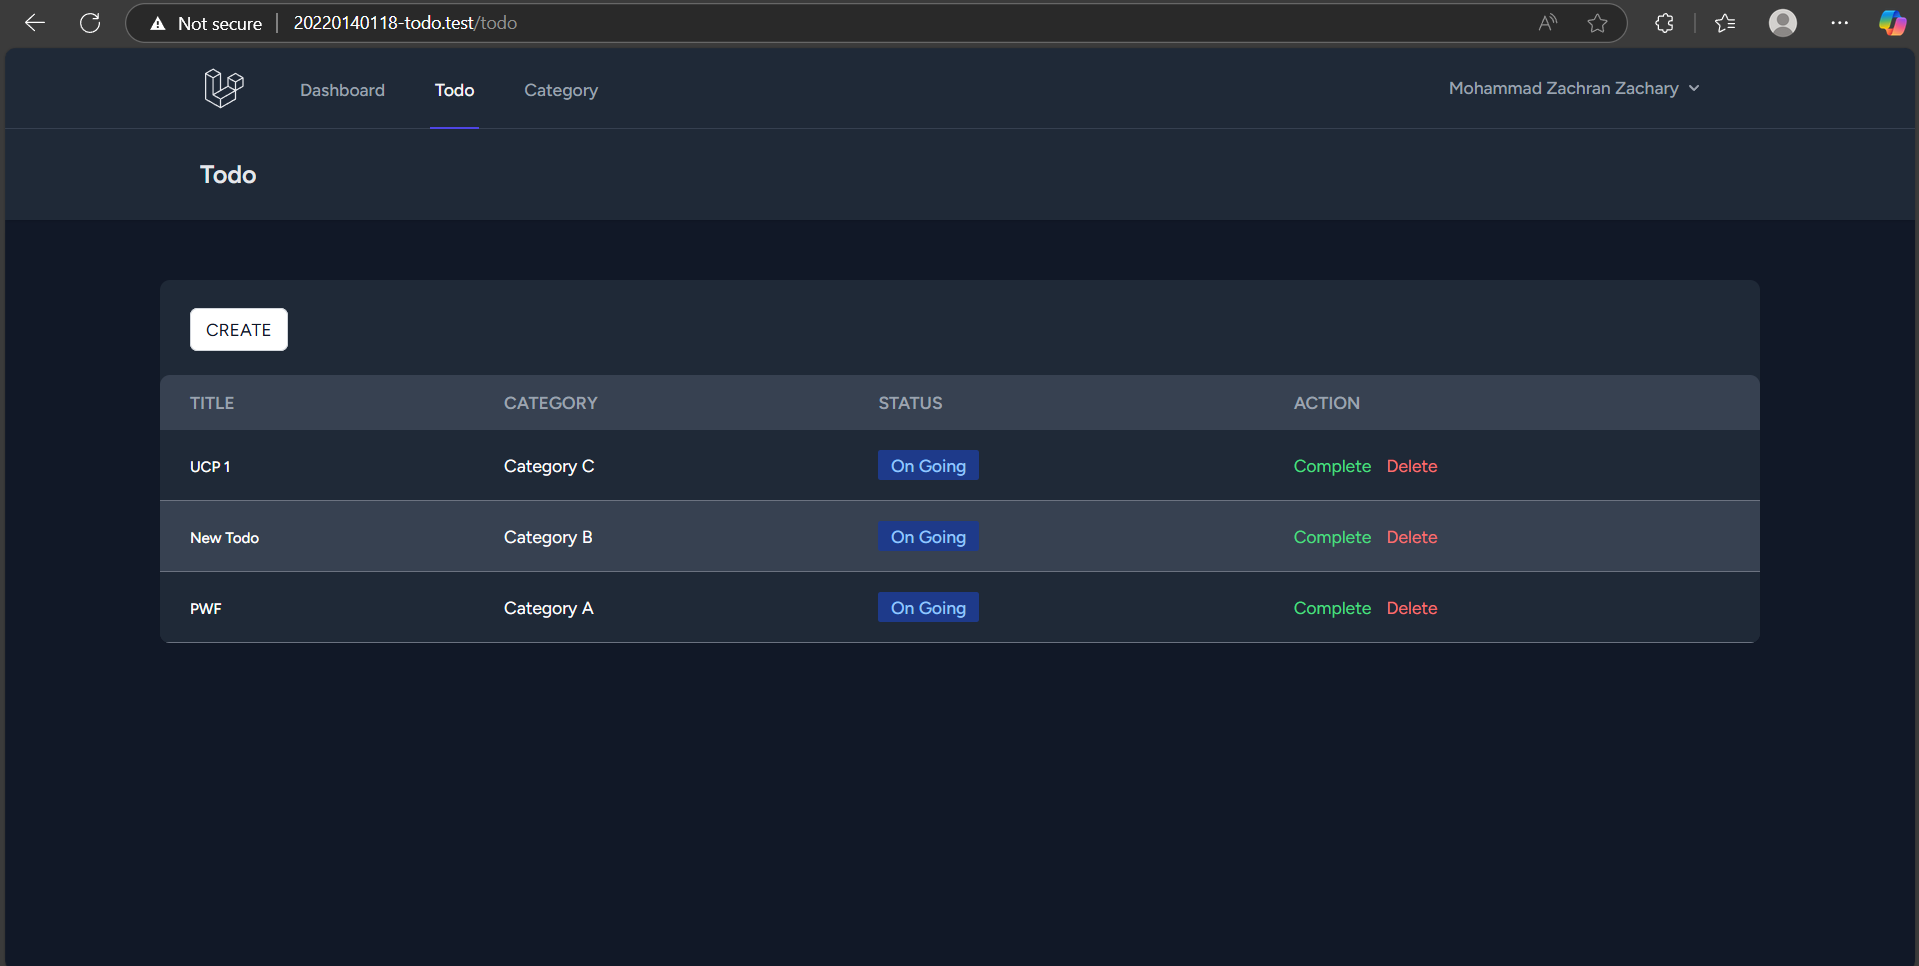 Not secure | 20220140118-todo.test/todo
Dashboard Todo Category Mohammad Zachran Zachary
Todo
CREATE
TITLE CATEGORY STATUS ACTION
UCP 1 Category C On Going Complete Delete
New Todo Category B On Going Complete Delete
PWF Category A On Going Complete Delete